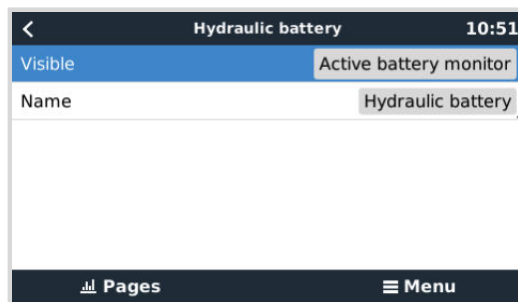 Hydraulic battery 10:51
Visible Active battery monitor
Name Hydraulic battery
Pages Menu